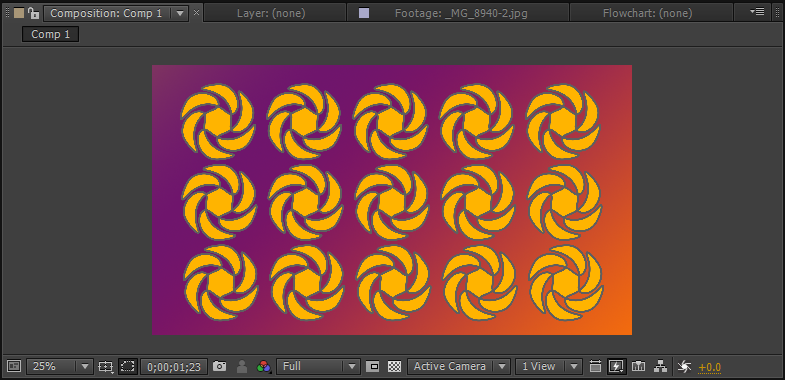 Composition: Comp 1 Layer: (none) Footage: _MG_8940-2.jpg Flowchart: (none)
Comp 1
25% 0;00;01;23 Full Active Camera 1 View +0.0